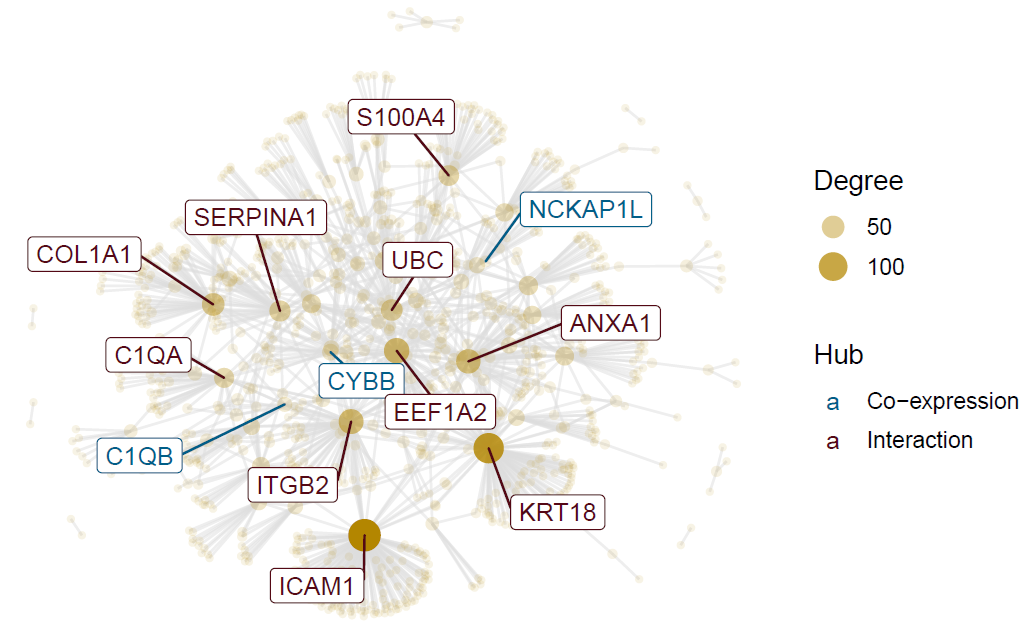 S100A4
NCKAP1L
SERPINA1
COL1A1
UBC
ANXA1
C1QA
CYBB
EEF1A2
C1QB
ITGB2
KRT18
ICAM1
Degree
50
100
Hub
a Co−expression
a Interaction